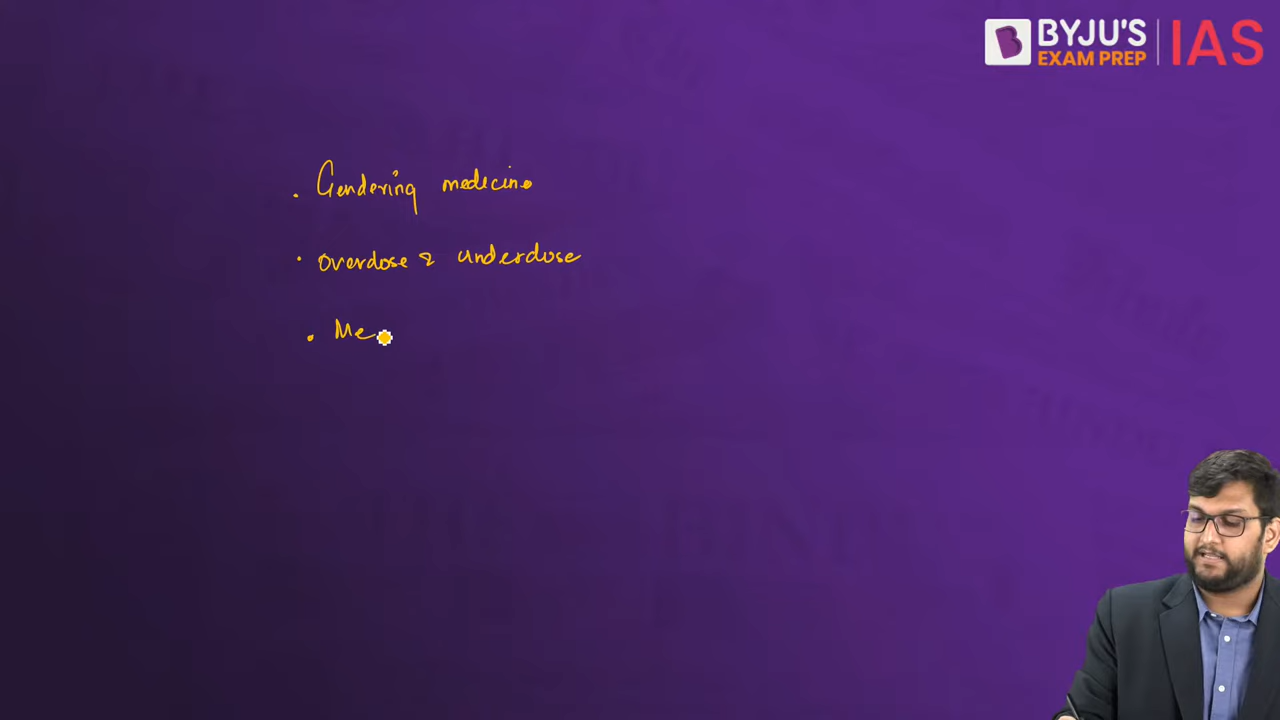 BYJU'S IAS
EXAM PREP
. Gendering medicine
. overdose & underdose
. Me